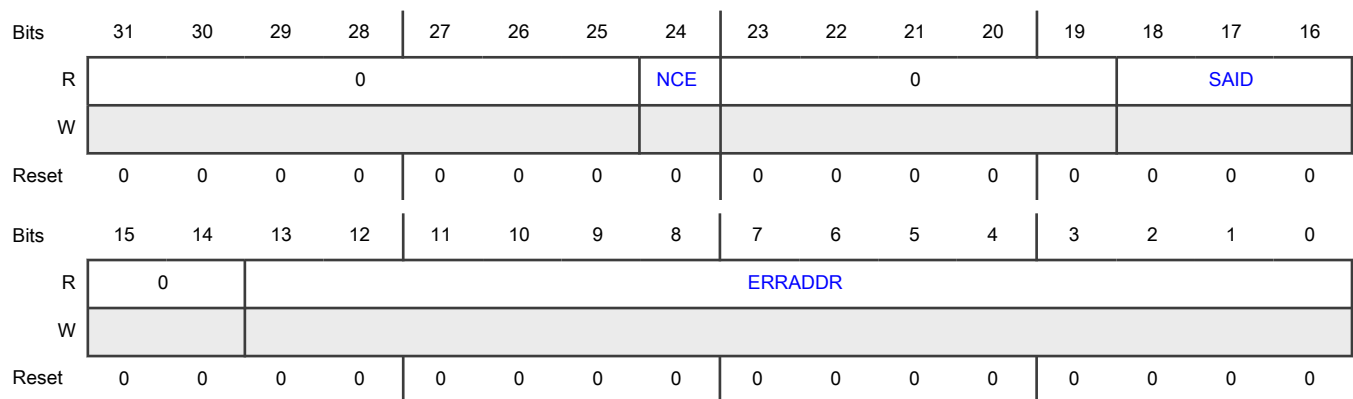 Bits 31 30 29 28 27 26 25 24 23 22 21 20 19 18 17 16
R 0 NCE 0 SAID
W
Reset 0 0 0 0 0 0 0 0 0 0 0 0 0 0 0 0
Bits 15 14 13 12 11 10 9 8 7 6 5 4 3 2 1 0
R 0 ERRADDR
W
Reset 0 0 0 0 0 0 0 0 0 0 0 0 0 0 0 0